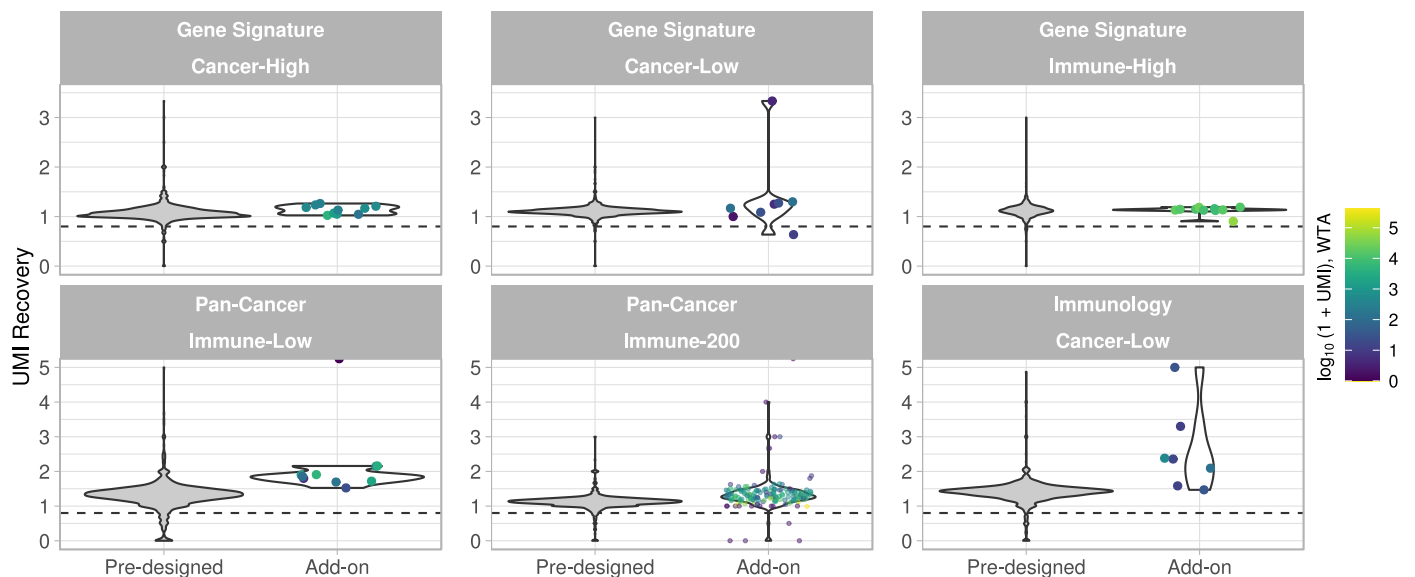 Gene Signature
Cancer-High
Gene Signature
Cancer-Low
Gene Signature
Immune-High
3
2
1
0
3
2
1
0
3
2
1
0
Pan-Cancer
Immune-Low
Pan-Cancer
Immune-200
Immunology
Cancer-Low
5
4
3
2
1
0
5
4
3
2
1
0
5
4
3
2
1
0
Pre-designed
Add-on
Pre-designed
Add-on
Pre-designed
Add-on
UMI Recovery
log₁₀ (1 + UMI), WTA
5
4
3
2
1
0